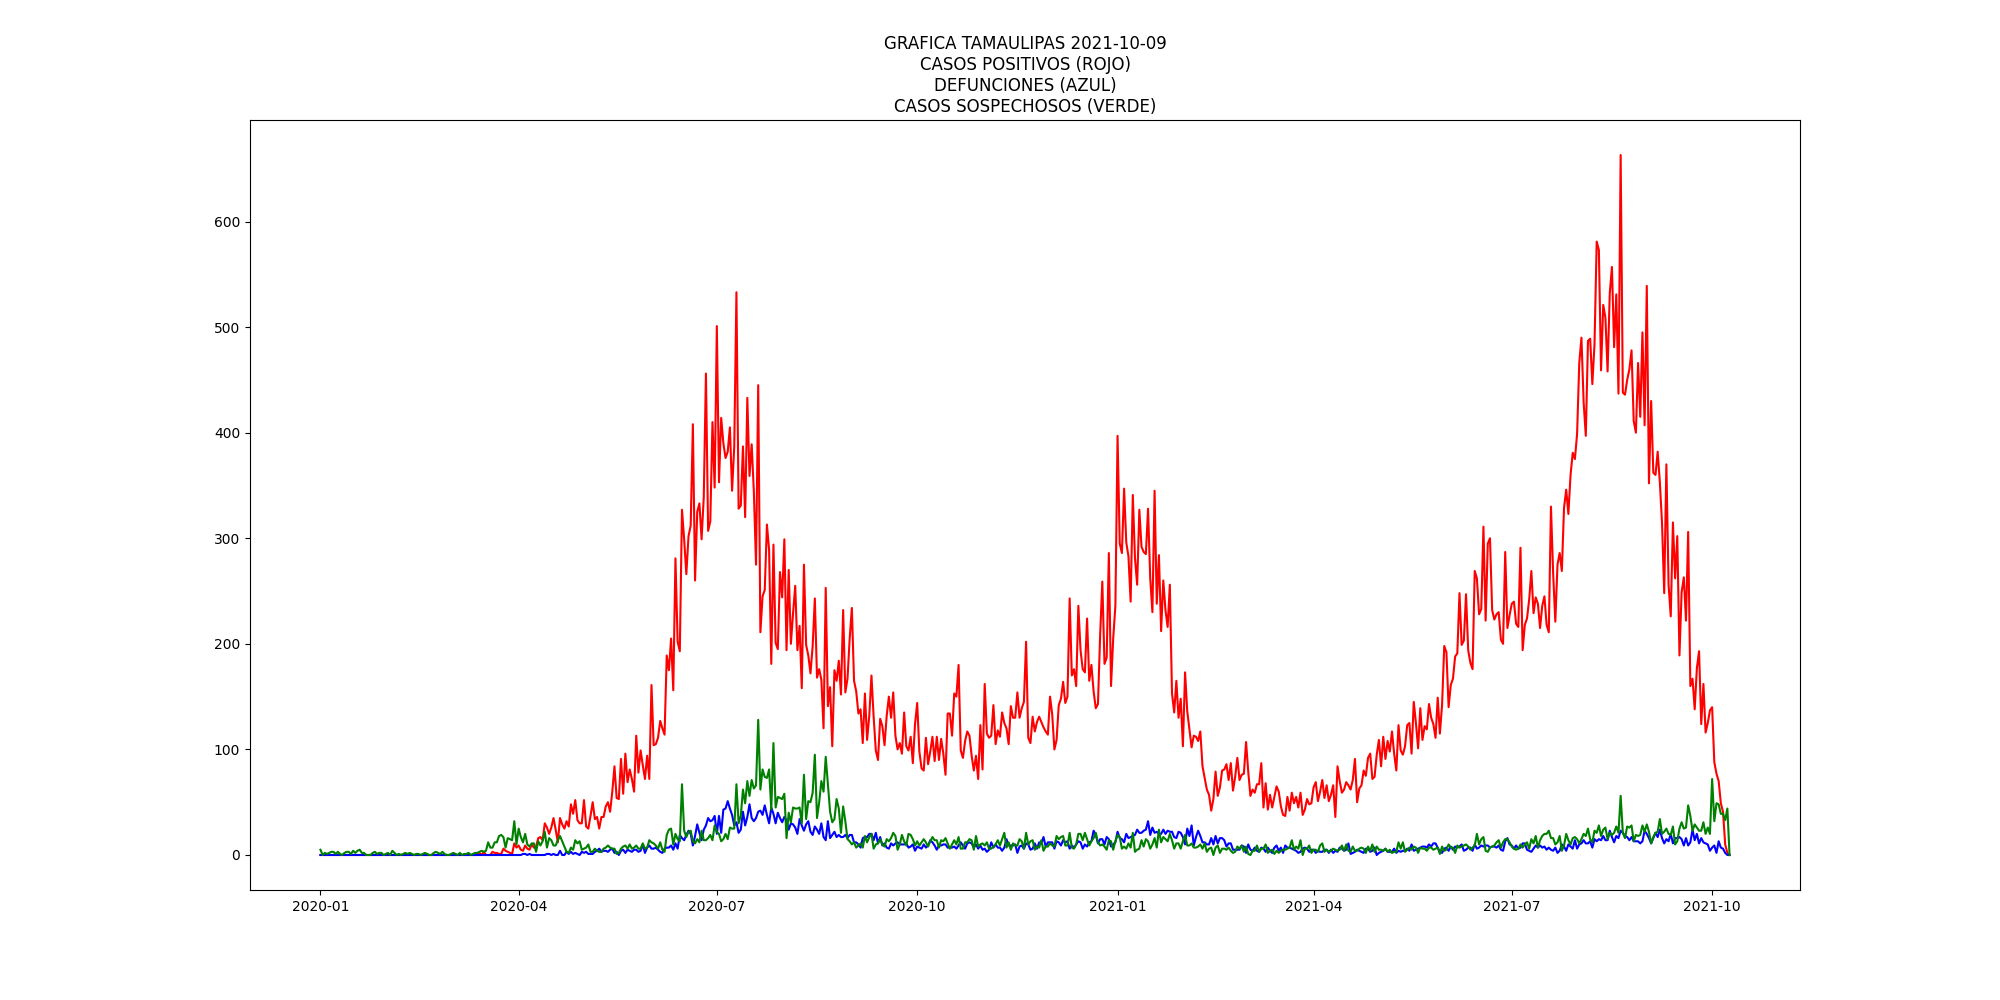 GRAFICA TAMAULIPAS 2021-10-09
CASOS POSITIVOS (ROJO)
DEFUNCIONES (AZUL)
CASOS SOSPECHOSOS (VERDE)
600
500
400
300
200
100
0
2020-01 2020-04 2020-07 2020-10 2021-01 2021-04 2021-07 2021-10